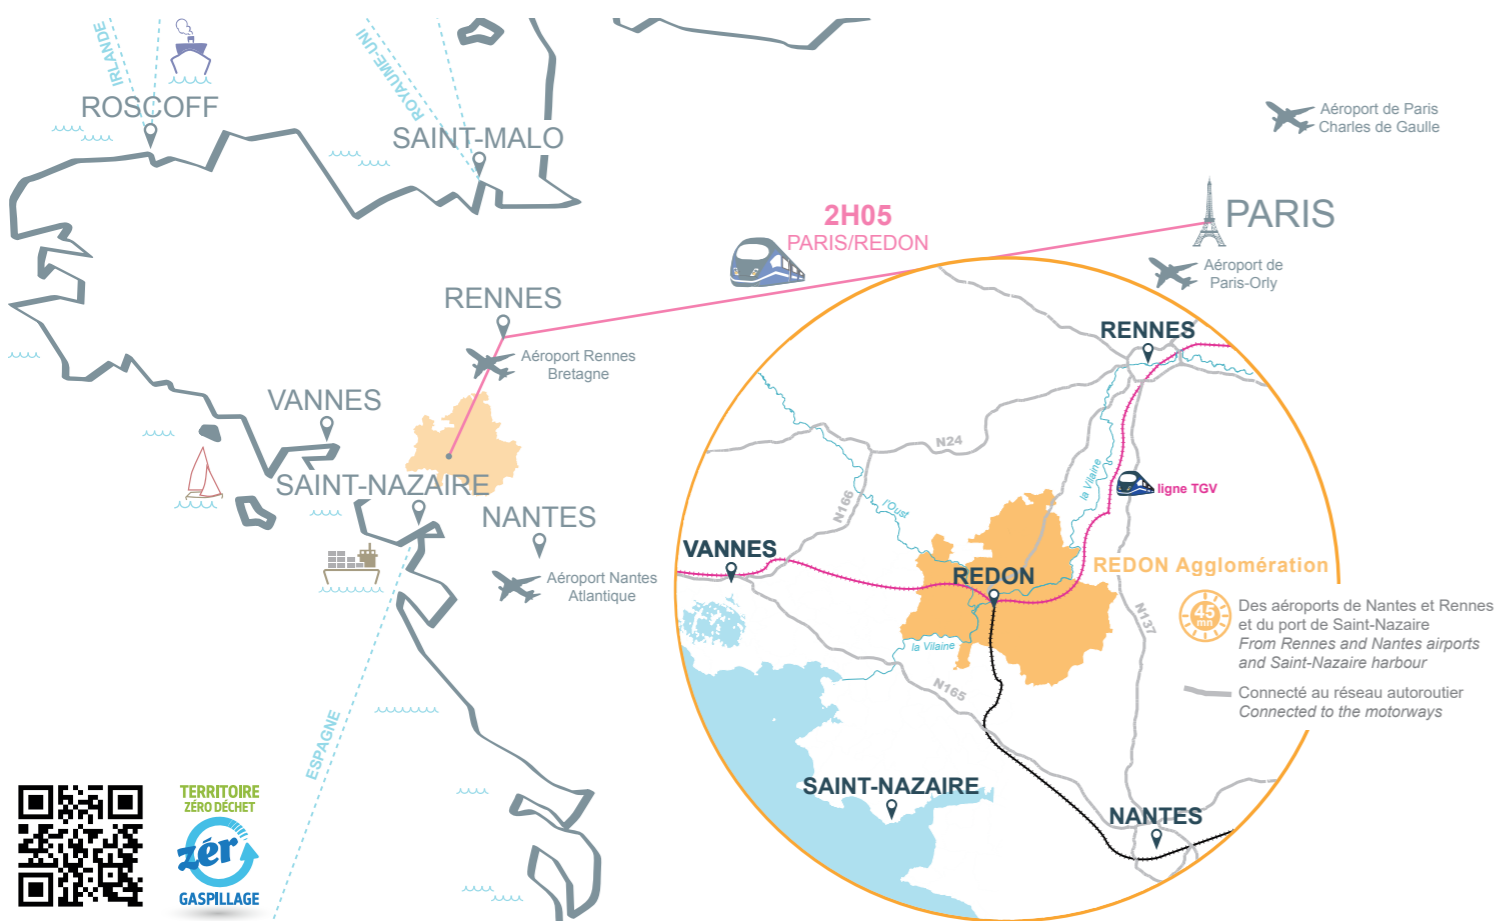 IRLANDE
ROYAUME-UNI
ROSCOFF
SAINT-MALO
Aéroport de Paris
Charles de Gaulle
2H05
PARIS/REDON
PARIS
Aéroport de
Paris-Orly
RENNES
Aéroport Rennes
Bretagne
VANNES
SAINT-NAZAIRE
NANTES
Aéroport Nantes
Atlantique
ESPAGNE
RENNES
N24
la Vilaine
ligne TGV
N166
l'Oust
VANNES
REDON
REDON Agglomération
N137
la Vilaine
N165
SAINT-NAZAIRE
NANTES
45
mn
Des aéroports de Nantes et Rennes
et du port de Saint-Nazaire
From Rennes and Nantes airports
and Saint-Nazaire harbour
Connecté au réseau autoroutier
Connected to the motorways
TERRITOIRE
ZÉRO DÉCHET
zér
GASPILLAGE